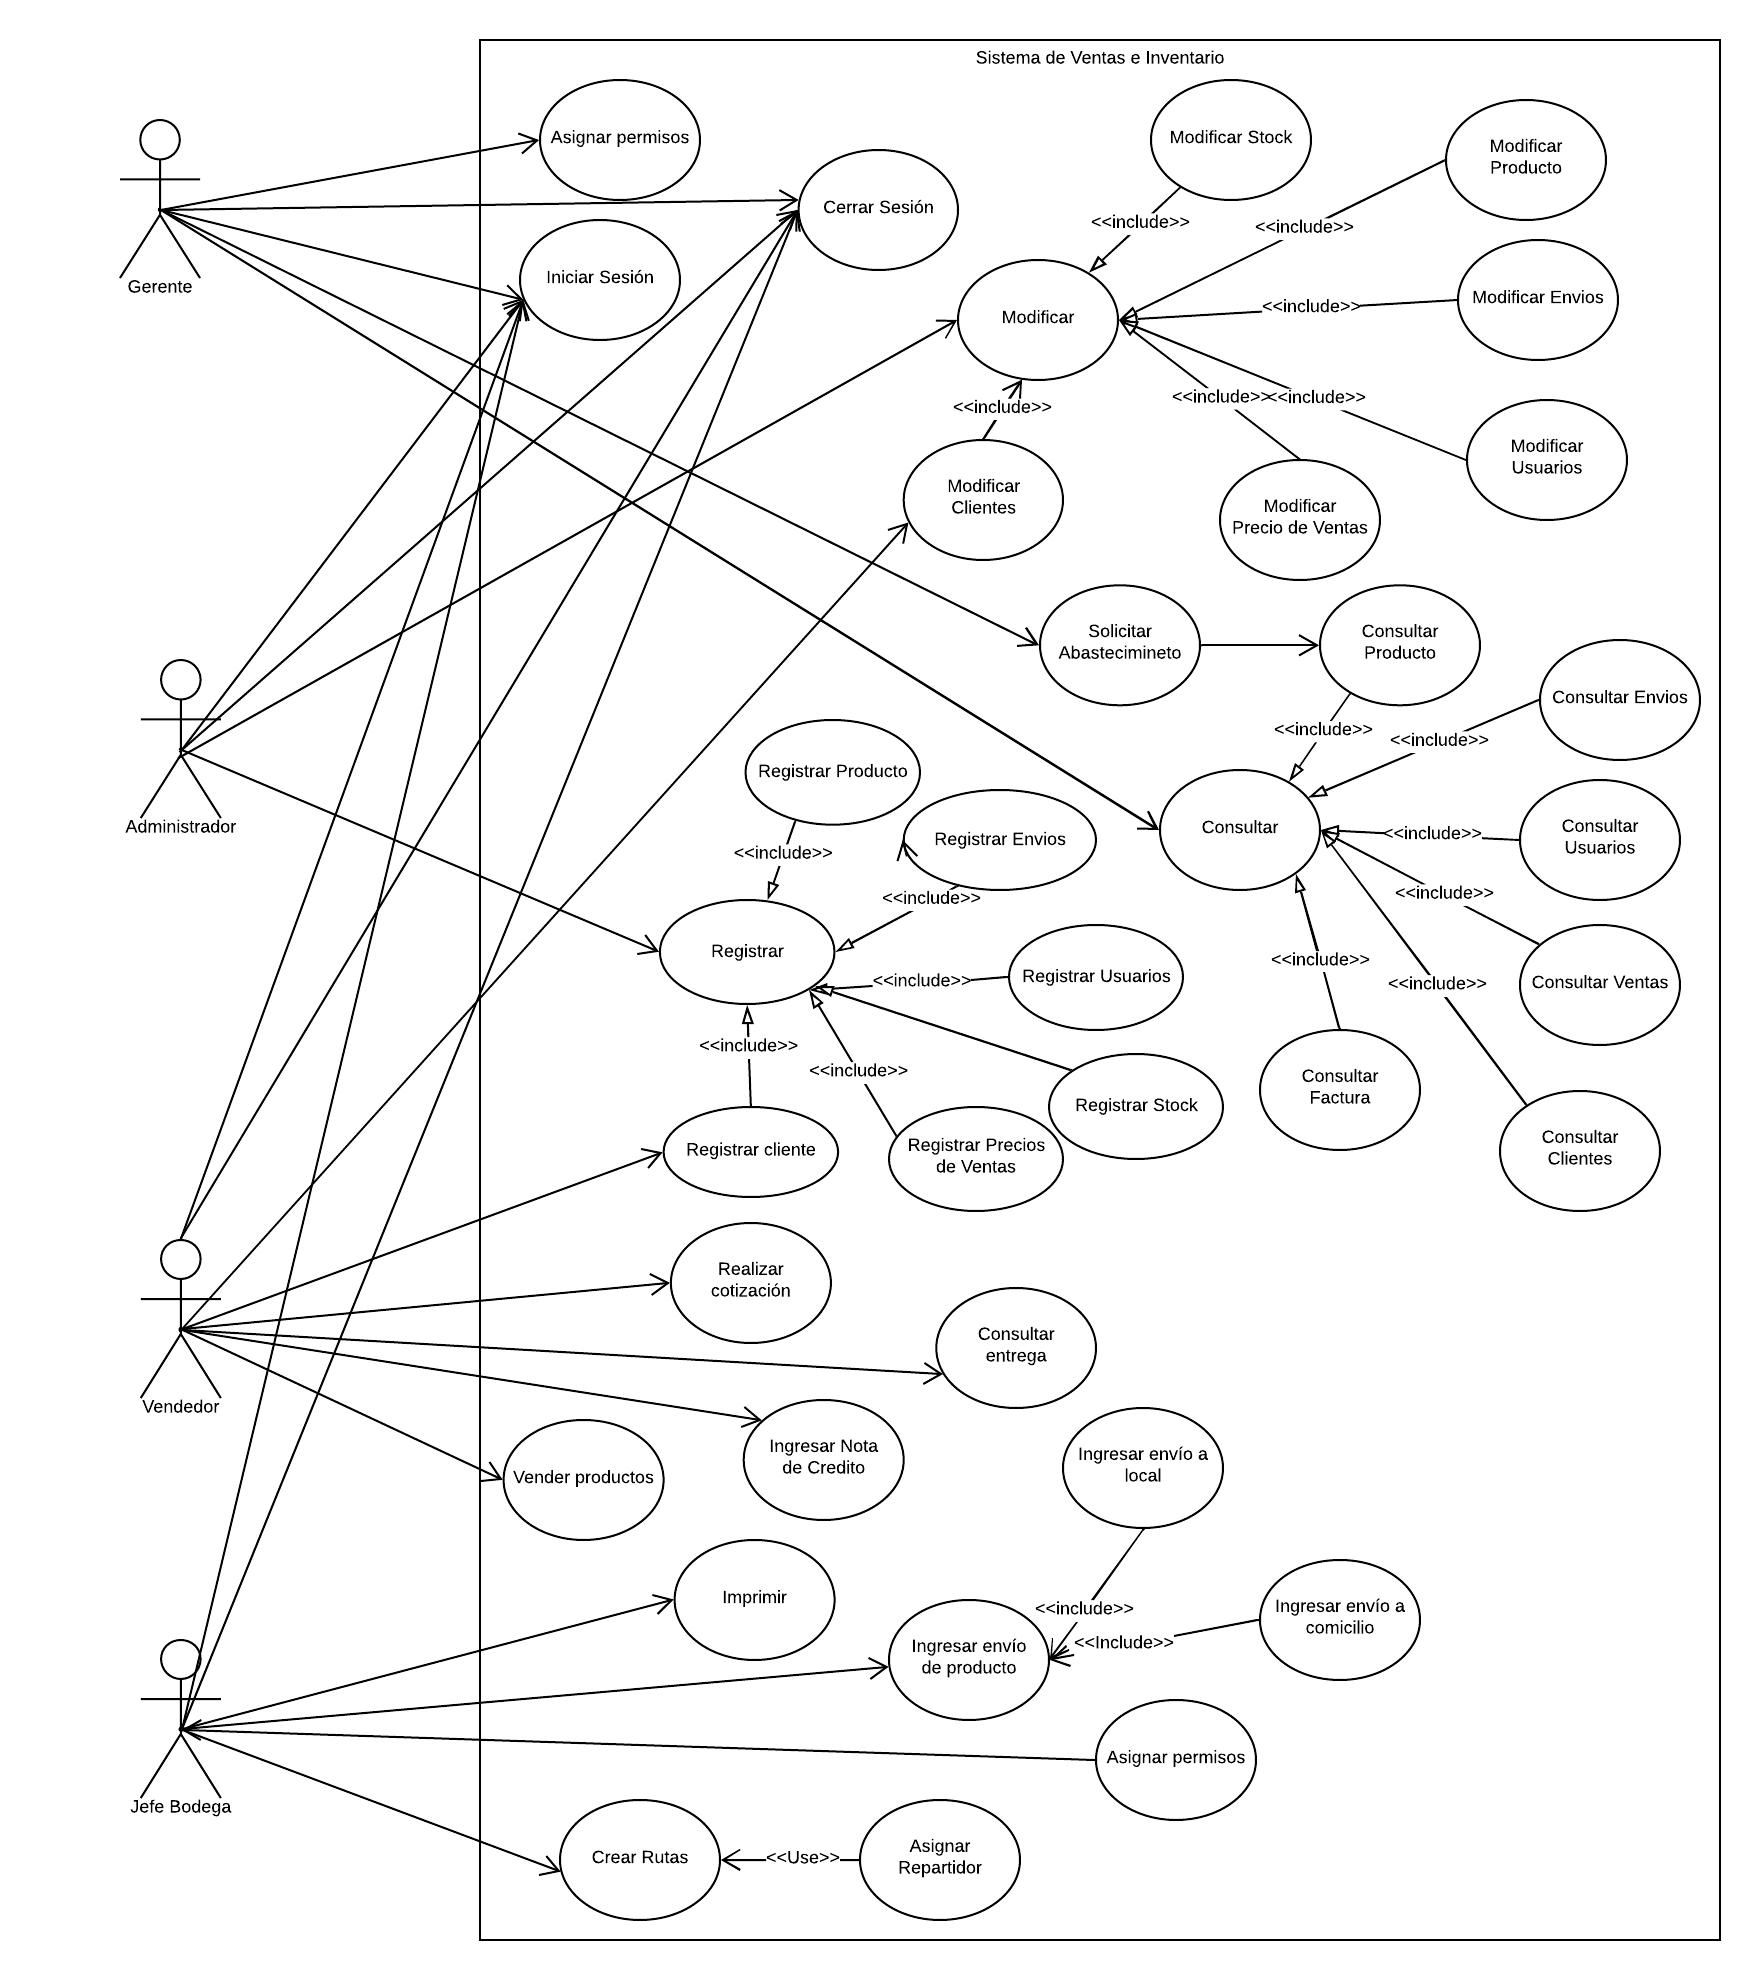 Sistema de Ventas e Inventario
Asignar permisos
Modificar Stock
Modificar
Producto
Cerrar Sesión
<<include>>
<<include>>
Iniciar Sesión
Gerente
Modificar Envios
<<include>>
Modificar
<<include>>
<<include>>
<<include>>
Modificar
Usuarios
Modificar
Clientes
Modificar
Precio de Ventas
Solicitar
Abastecimineto
Consultar
Producto
Consultar Envios
<<include>>
<<include>>
Registrar Producto
Administrador
Consultar
Registrar Envios
<<include>>
Consultar
Usuarios
<<include>>
<<include>>
<<include>>
Registrar
<<include>>
Registrar Usuarios
<<include>>
<<include>>
Consultar Ventas
<<include>>
<<include>>
Consultar
Factura
Registrar Stock
Registrar cliente
Registrar Precios
de Ventas
Consultar
Clientes
Realizar
cotización
Consultar
entrega
Vendedor
Ingresar Nota
de Credito
Ingresar envío a
local
Vender productos
Imprimir
<<include>>
Ingresar envío a
comicilio
<<Include>>
Ingresar envío
de producto
Asignar permisos
Jefe Bodega
Crear Rutas
<<Use>>
Asignar
Repartidor